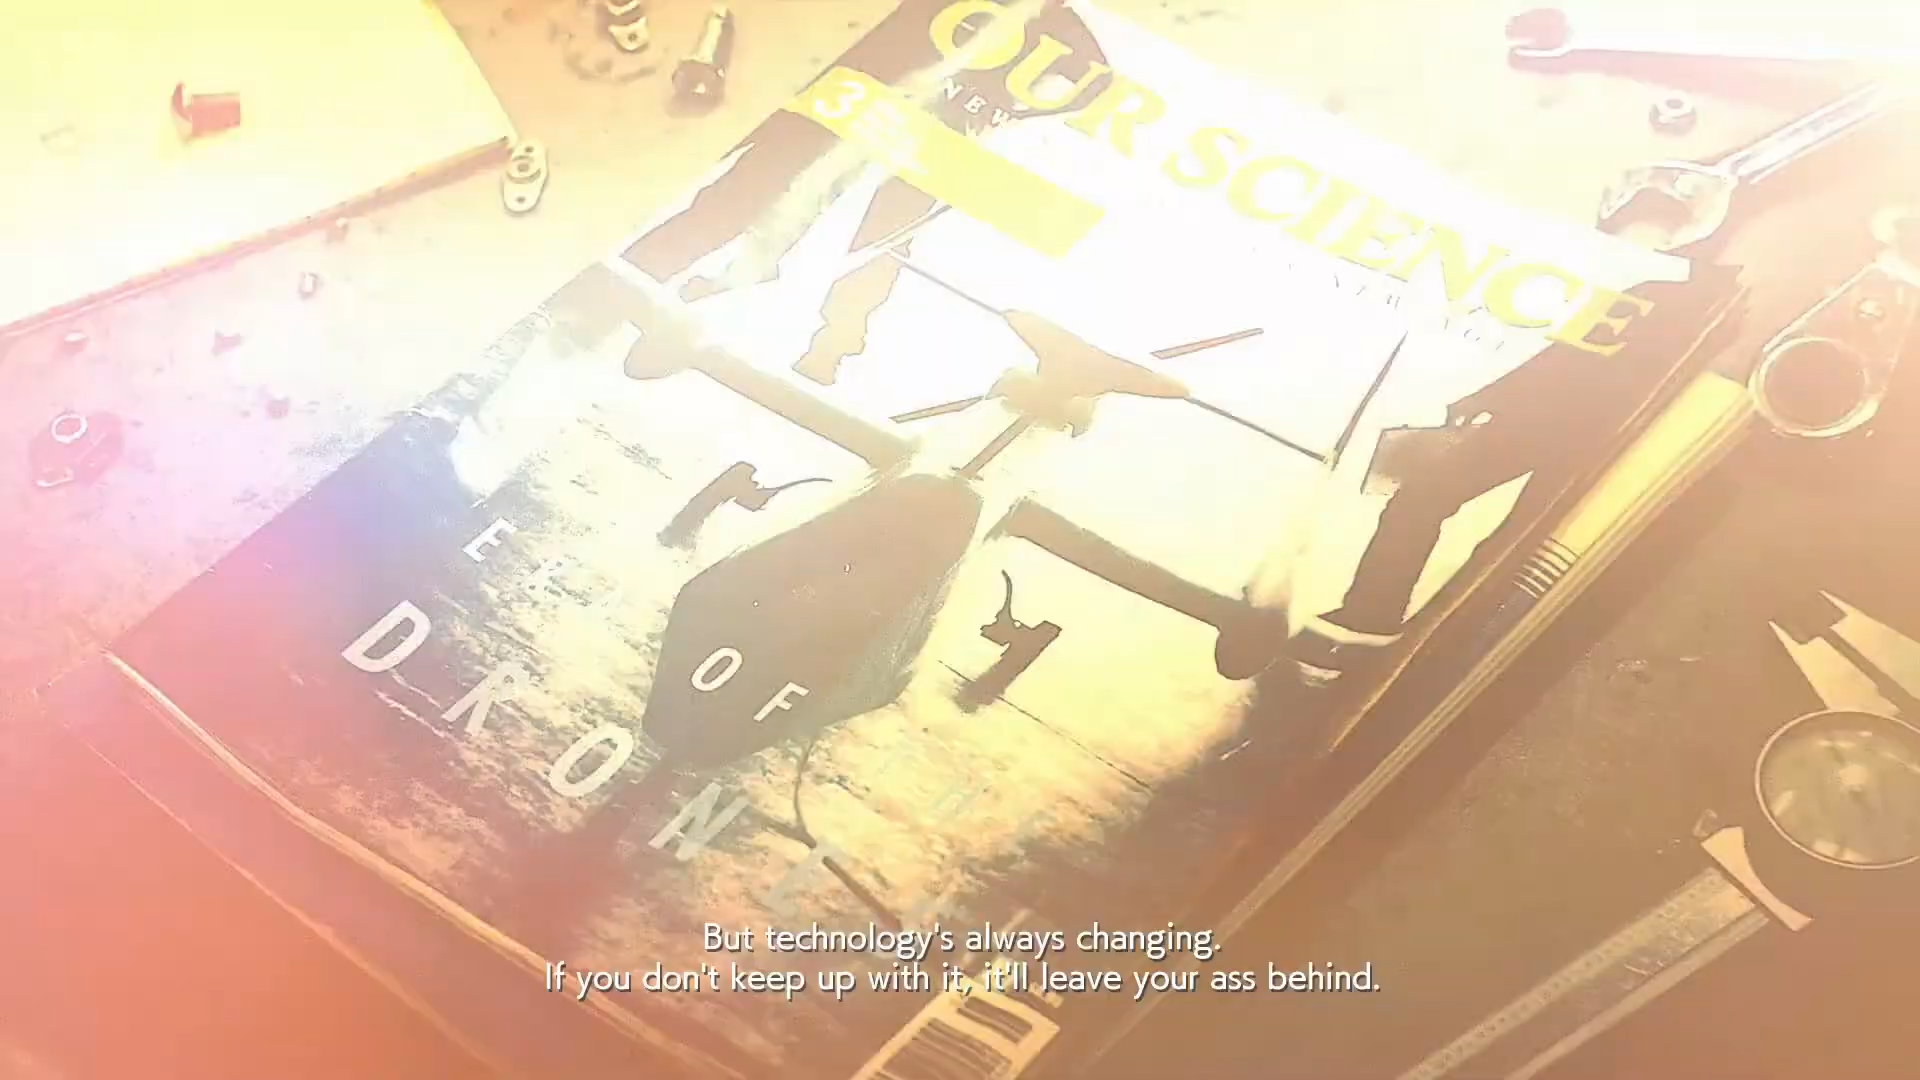 OUR SCIENCE
OF
DRONE
But technology's always changing.
If you don't keep up with it, it'll leave your ass behind.